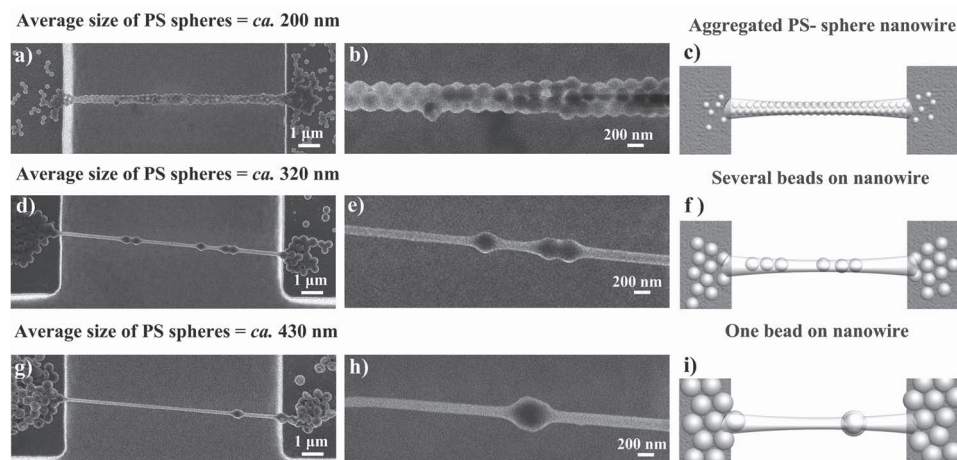 Average size of PS spheres = ca. 200 nm
Aggregated PS- sphere nanowire
a)
1 μm
b)
200 nm
c)
Average size of PS spheres = ca. 320 nm
Several beads on nanowire
d)
1 μm
e)
200 nm
f )
Average size of PS spheres = ca. 430 nm
One bead on nanowire
g)
1 μm
h)
200 nm
i)